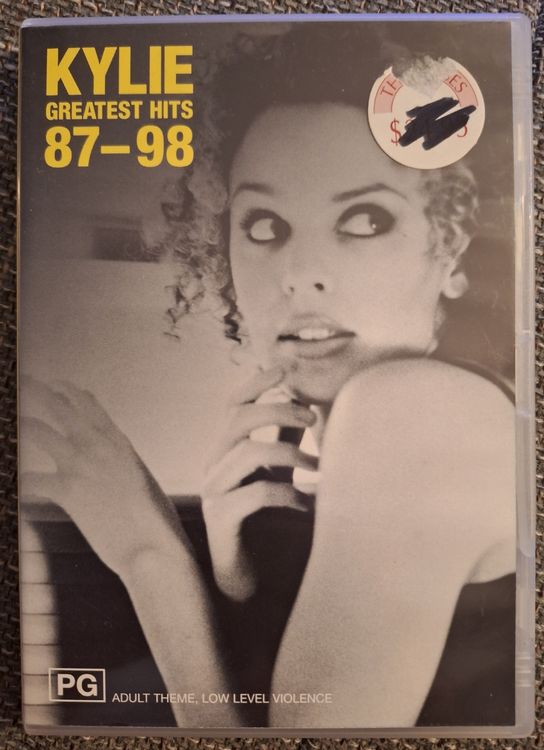 KYLIE
GREATEST HITS
87–98
PG
ADULT THEME, LOW LEVEL VIOLENCE